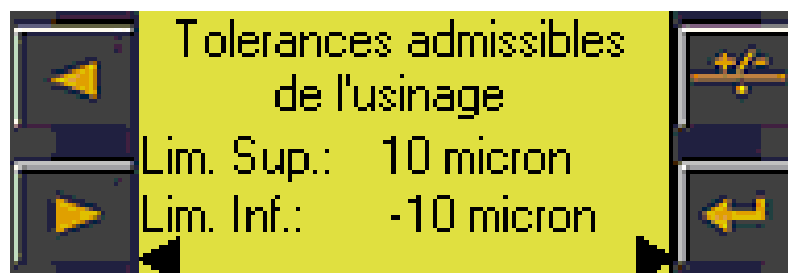 Tolerances admissibles
de l'usinage
Lim. Sup.: 10 micron
Lim. Inf.: -10 micron
+/-